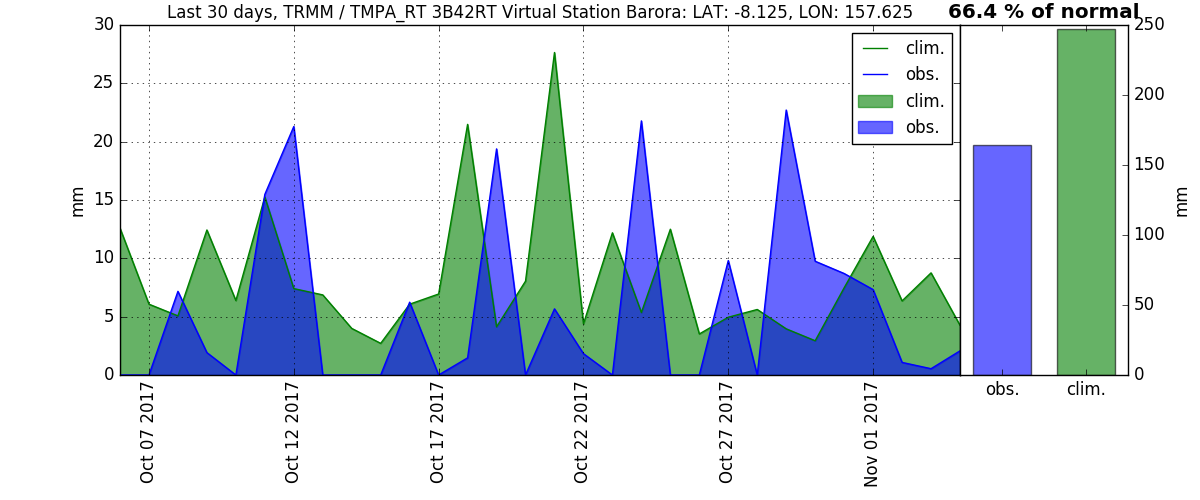 Last 30 days, TRMM / TMPA_RT 3B42RT Virtual Station Barora: LAT: -8.125, LON: 157.625
66.4 % of normal
30
25
20
15
10
5
0
mm
clim.
obs.
clim.
obs.
Oct 07 2017
Oct 12 2017
Oct 17 2017
Oct 22 2017
Oct 27 2017
Nov 01 2017
250
200
150
100
50
0
mm
obs.
clim.